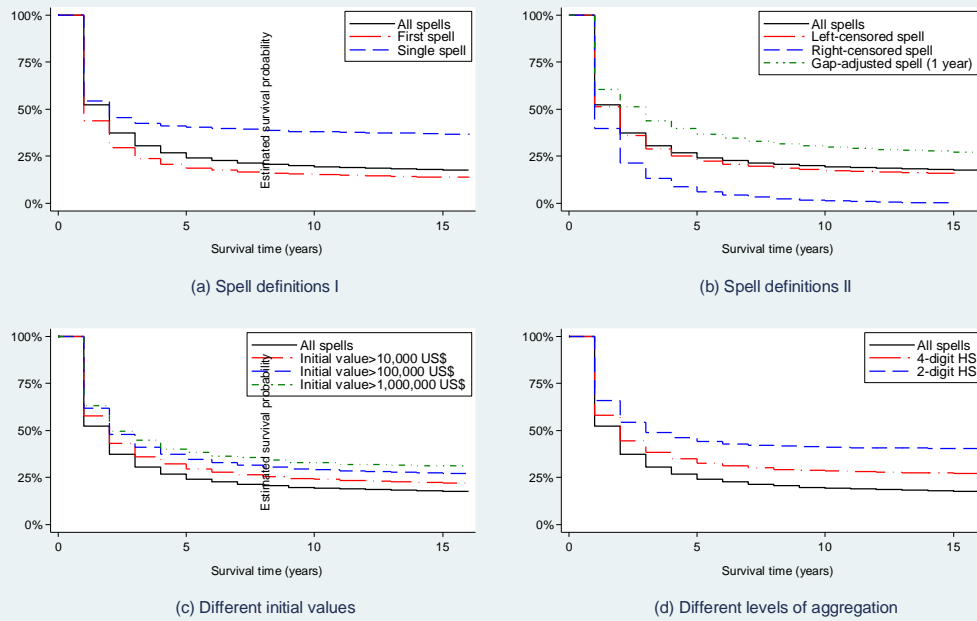 100%
75%
50%
25%
0%
All spells
First spell
Single spell
Estimated survival probability
0
5
10
15
Survival time (years)
(a) Spell definitions I
100%
75%
50%
25%
0%
All spells
Left-censored spell
Right-censored spell
Gap-adjusted spell (1 year)
0
5
10
15
Survival time (years)
(b) Spell definitions II
100%
75%
50%
25%
0%
All spells
Initial value>10,000 US$
Initial value>100,000 US$
Initial value>1,000,000 US$
Estimated survival probability
0
5
10
15
Survival time (years)
(c) Different initial values
100%
75%
50%
25%
0%
All spells
4-digit HS
2-digit HS
0
5
10
15
Survival time (years)
(d) Different levels of aggregation